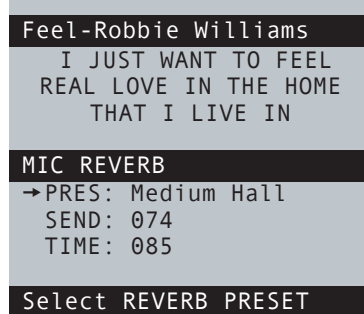 Feel-Robbie Williams
I JUST WANT TO FEEL
REAL LOVE IN THE HOME
THAT I LIVE IN
MIC REVERB
→PRES: Medium Hall
SEND: 074
TIME: 085
Select REVERB PRESET